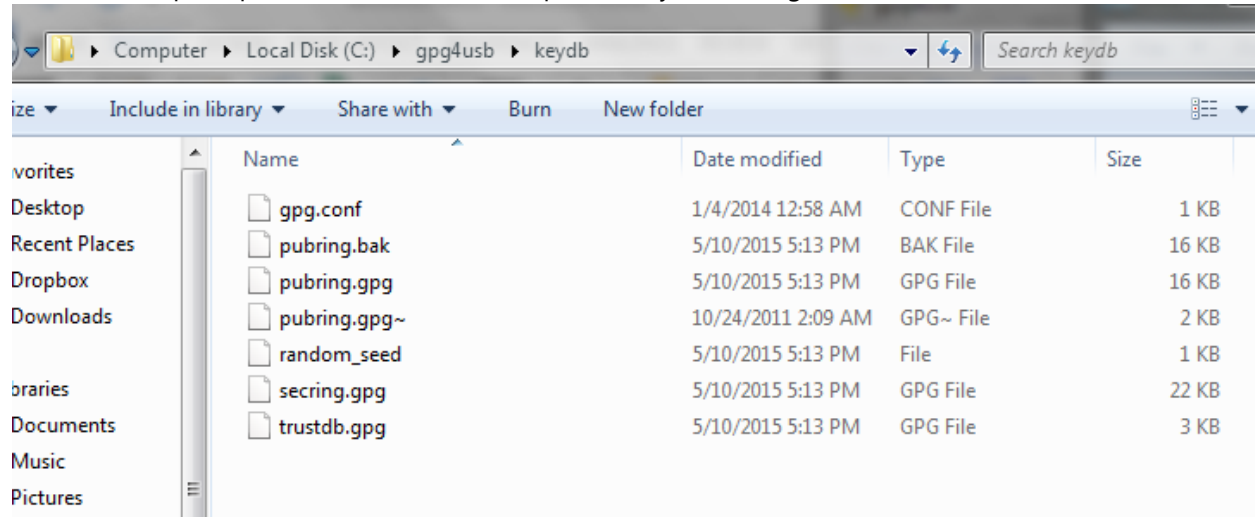 Computer Local Disk (C:) gpg4usb keydb Search keydb
ize Include in library Share with Burn New folder
Name Date modified Type Size
vorites
Desktop gpg.conf 1/4/2014 12:58 AM CONF File 1 KB
Recent Places pubring.bak 5/10/2015 5:13 PM BAK File 16 KB
Dropbox pubring.gpg 5/10/2015 5:13 PM GPG File 16 KB
Downloads pubring.gpg~ 10/24/2011 2:09 AM GPG~ File 2 KB
random_seed 5/10/2015 5:13 PM File 1 KB
braries secring.gpg 5/10/2015 5:13 PM GPG File 22 KB
Documents trustdb.gpg 5/10/2015 5:13 PM GPG File 3 KB
Music
Pictures